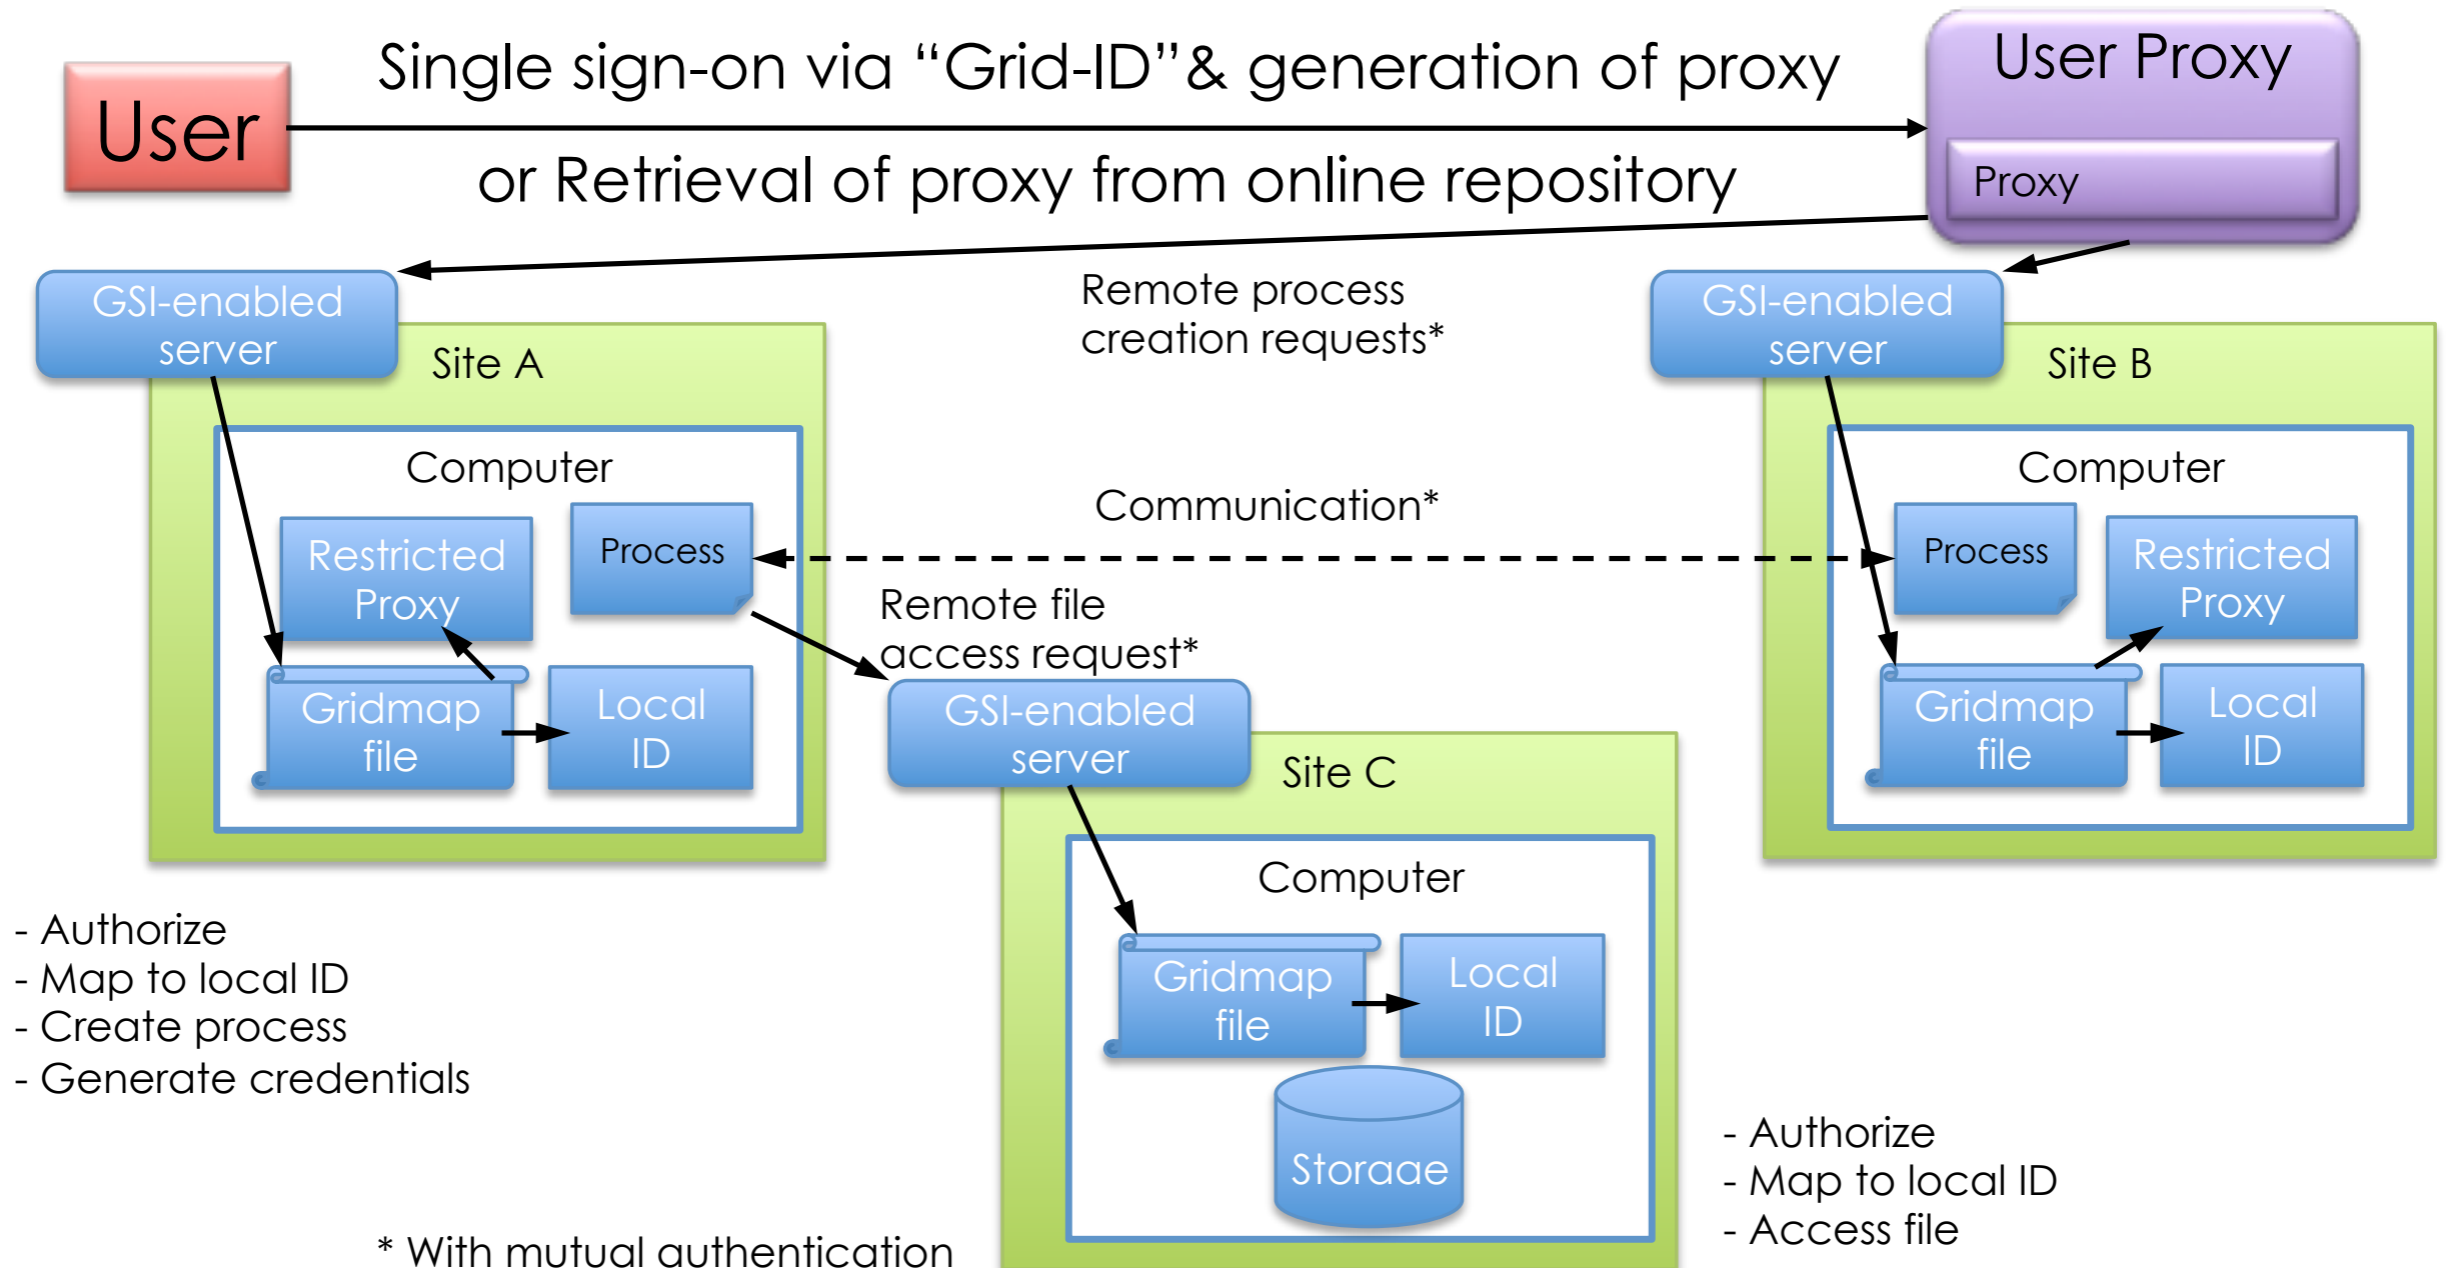 Single sign-on via “Grid-ID”& generation of proxy
User
or Retrieval of proxy from online repository
User Proxy
Proxy
GSI-enabled
server
Site A
Computer
Restricted
Proxy
Process
Gridmap
file
Local
ID
Remote process
creation requests*
Communication*
Remote file
access request*
GSI-enabled
server
Site B
Computer
Process
Restricted
Proxy
Gridmap
file
Local
ID
GSI-enabled
server
Site C
Computer
Gridmap
file
Local
ID
Storage
- Authorize
- Map to local ID
- Create process
- Generate credentials
- Authorize
- Map to local ID
- Access file
* With mutual authentication